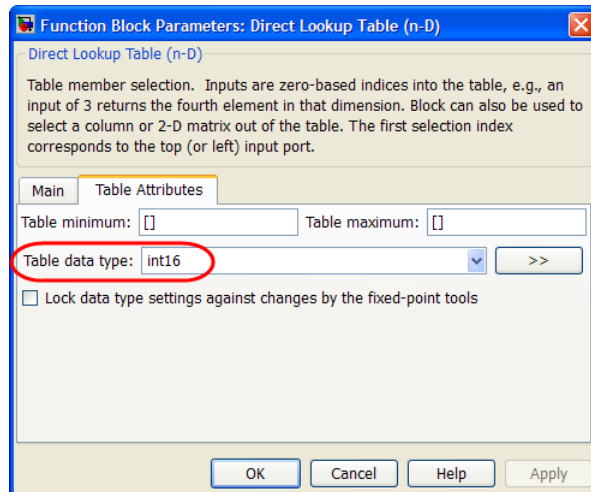 Function Block Parameters: Direct Lookup Table (n-D)
Direct Lookup Table (n-D)
Table member selection.  Inputs are zero-based indices into the table, e.g., an
input of 3 returns the fourth element in that dimension. Block can also be used to
select a column or 2-D matrix out of the table. The first selection index
corresponds to the top (or left) input port.
Main Table Attributes
Table minimum: [] Table maximum: []
Table data type: int16 >>
Lock data type settings against changes by the fixed-point tools
OK Cancel Help Apply